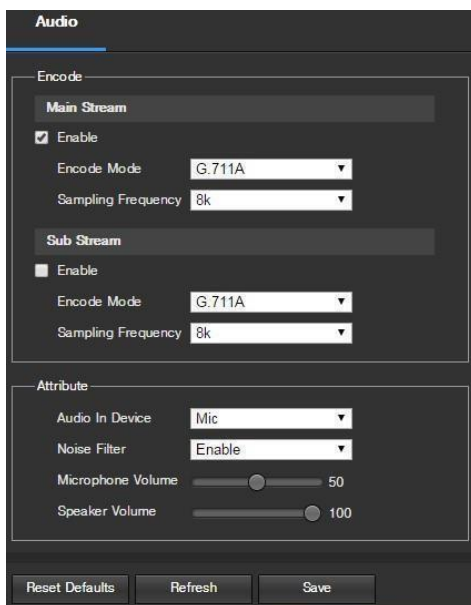 Audio
Encode
Main Stream
Enable
Encode Mode G.711A
Sampling Frequency 8k
Sub Stream
Enable
Encode Mode G.711A
Sampling Frequency 8k
Attribute
Audio In Device Mic
Noise Filter Enable
Microphone Volume 50
Speaker Volume 100
Reset Defaults Refresh Save